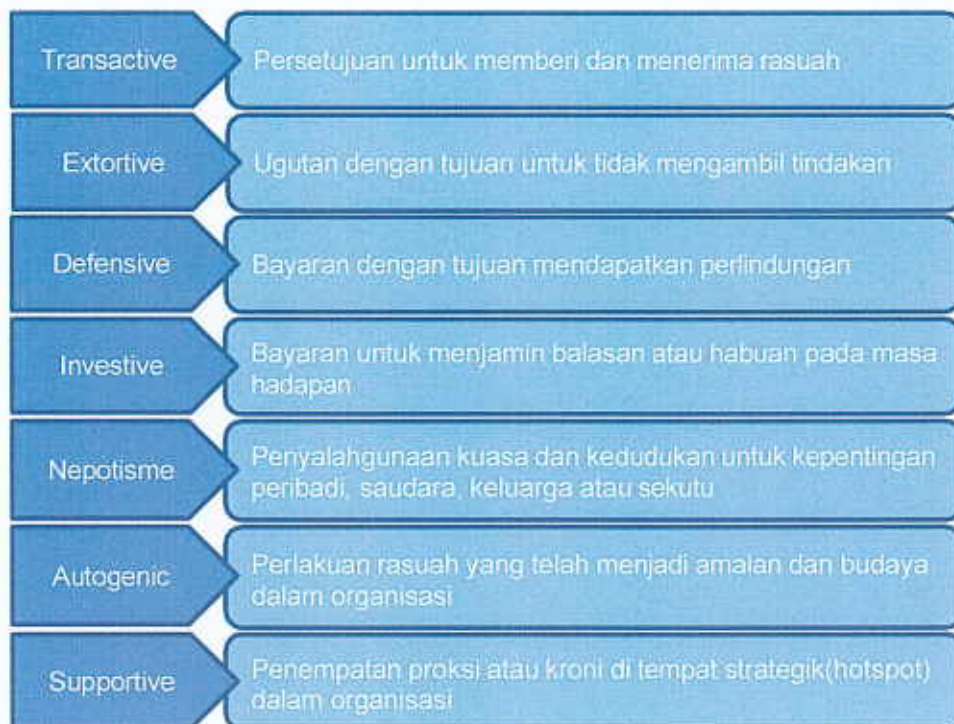 Transactive
Persetujuan untuk memberi dan menerima rasuah
Extortive
Ugutan dengan tujuan untuk tidak mengambil tindakan
Defensive
Bayaran dengan tujuan mendapatkan perlindungan
Investive
Bayaran untuk menjamin balasan atau habuan pada masa
hadapan
Nepotisme
Penyalahgunaan kuasa dan kedudukan untuk kepentingan
peribadi, saudara, keluarga atau sekutu
Autogenic
Perlakuan rasuah yang telah menjadi amalan dan budaya
dalam organisasi
Supportive
Penempatan proksi atau kroni di tempat strategik(hotspot)
dalam organisasi